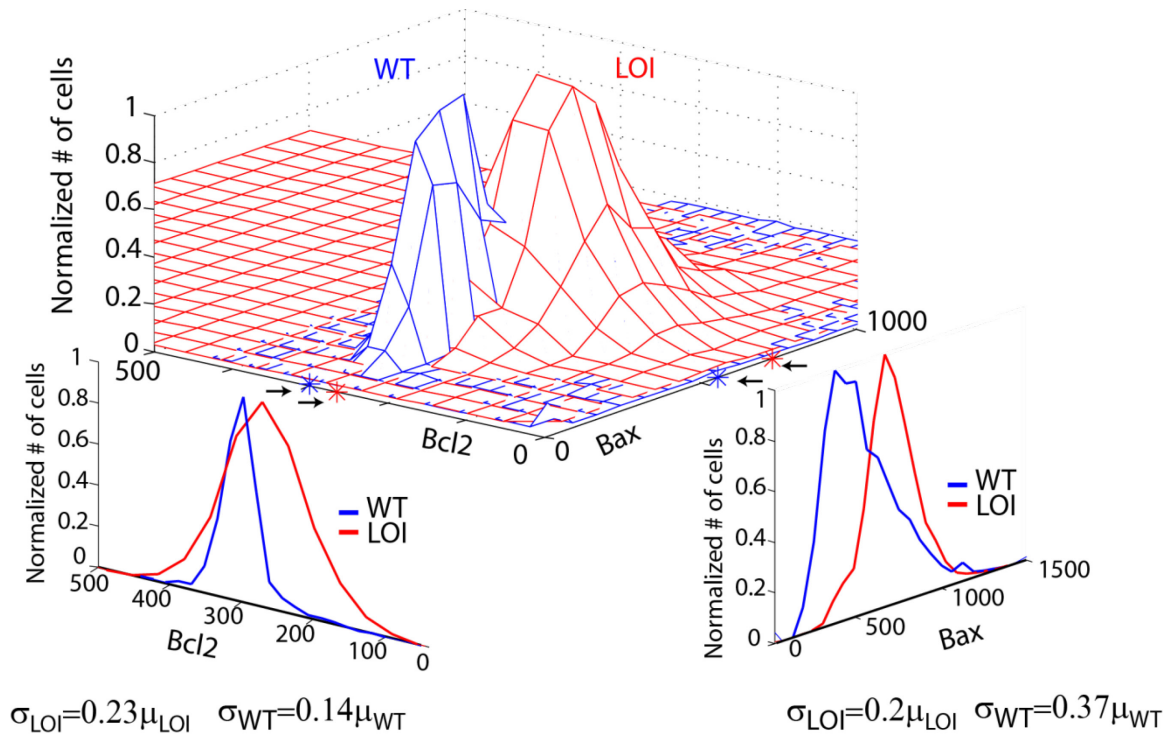 WT
LOI
Normalized # of cells
1
0.8
0.6
0.4
0.2
0
500
Bcl2
0
0
Bax
1000
Normalized # of cells
1
0.8
0.6
0.4
0.2
0
500
400
300
200
100
0
Bcl2
WT
LOI
Normalized # of cells
1
0.8
0.6
0.4
0.2
0
0
500
1000
1500
Bax
WT
LOI
σLOI=0.23μLOI σWT=0.14μWT
σLOI=0.2μLOI σWT=0.37μWT